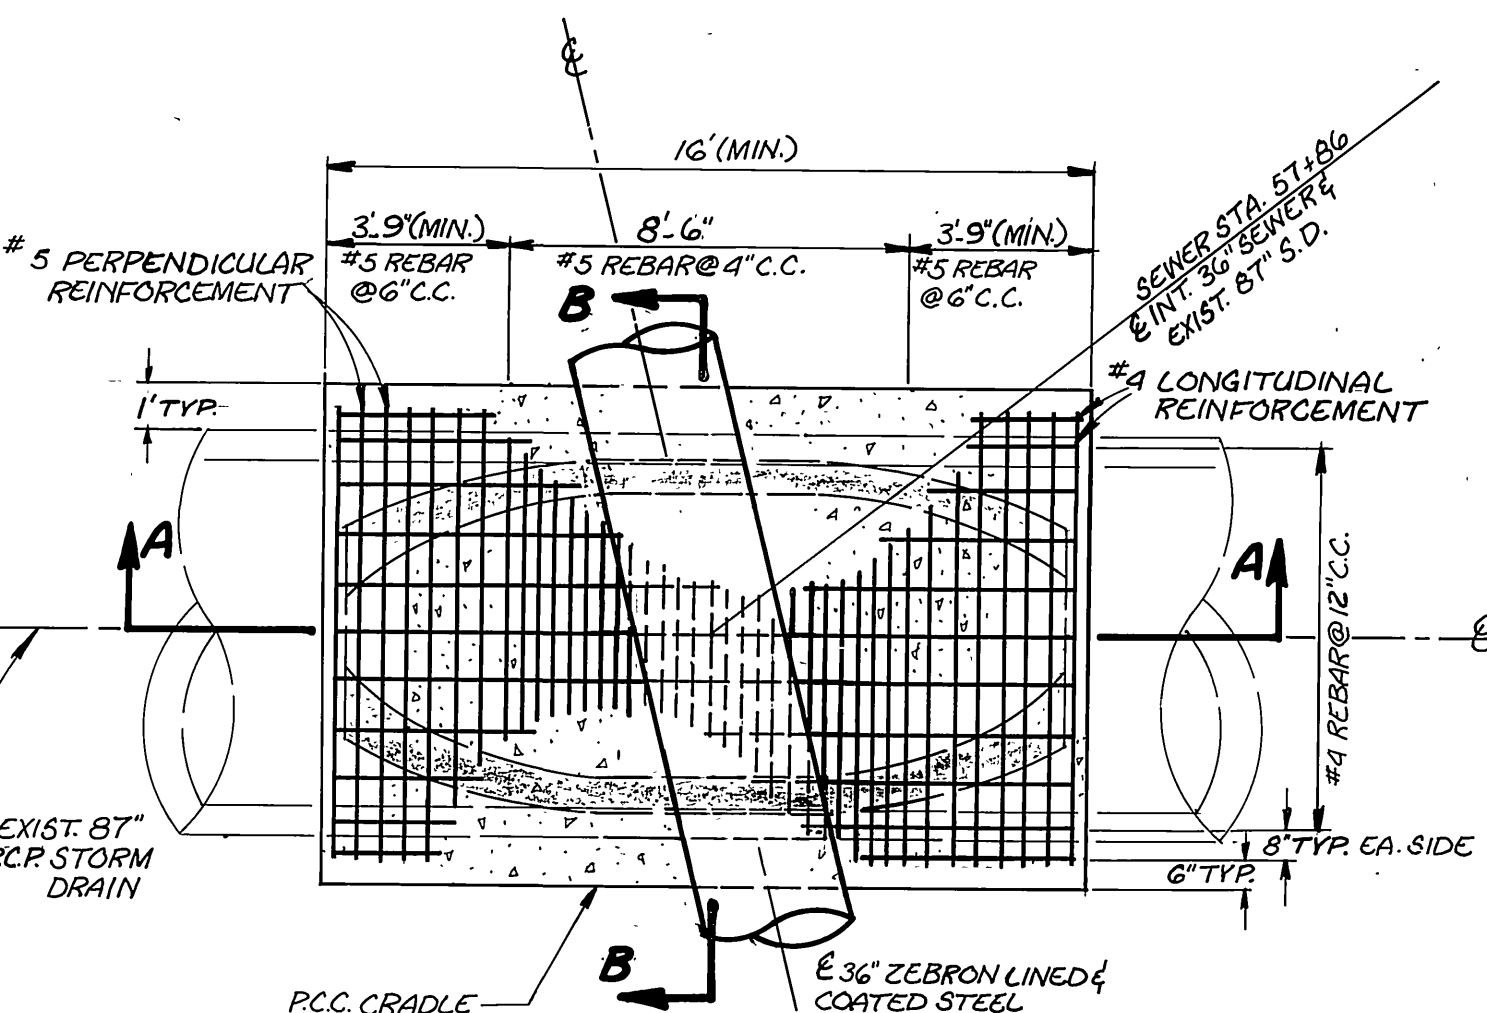 ℄
16'(MIN.)
3'-9"(MIN.)
8'-6"
3'-9"(MIN.)
#5 REBAR
@6"C.C.
#5 REBAR@4"C.C.
#5 REBAR
@6"C.C.
#5 PERPENDICULAR
REINFORCEMENT
B
SEWER STA. 57+86
℄ INT. 36" SEWER &
EXIST. 87" S.D.
#4 LONGITUDINAL
REINFORCEMENT
1' TYP.
A
A
℄
#4 REBAR@12"C.C.
EXIST. 87"
R.C.P. STORM
DRAIN
8" TYP. EA. SIDE
6" TYP.
B
P.C.C. CRADLE
℄ 36" ZEBRON LINED &
COATED STEEL